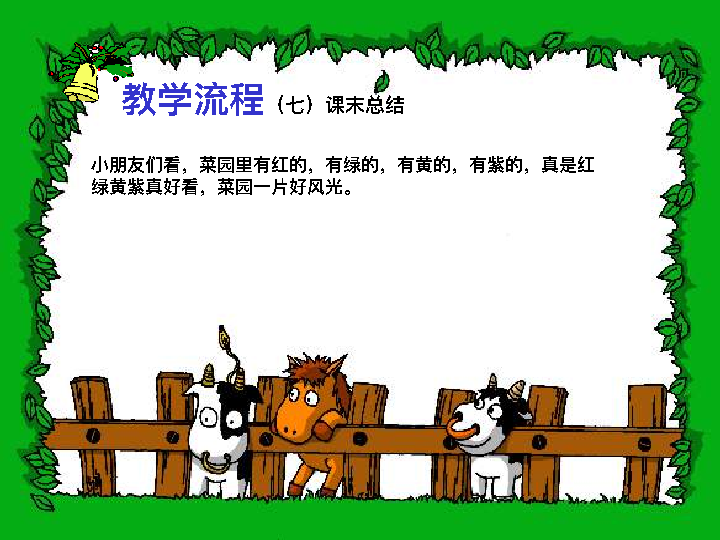 教学流程（七）课末总结
小朋友们看，菜园里有红的，有绿的，有黄的，有紫的，真是红
绿黄紫真好看，菜园一片好风光。